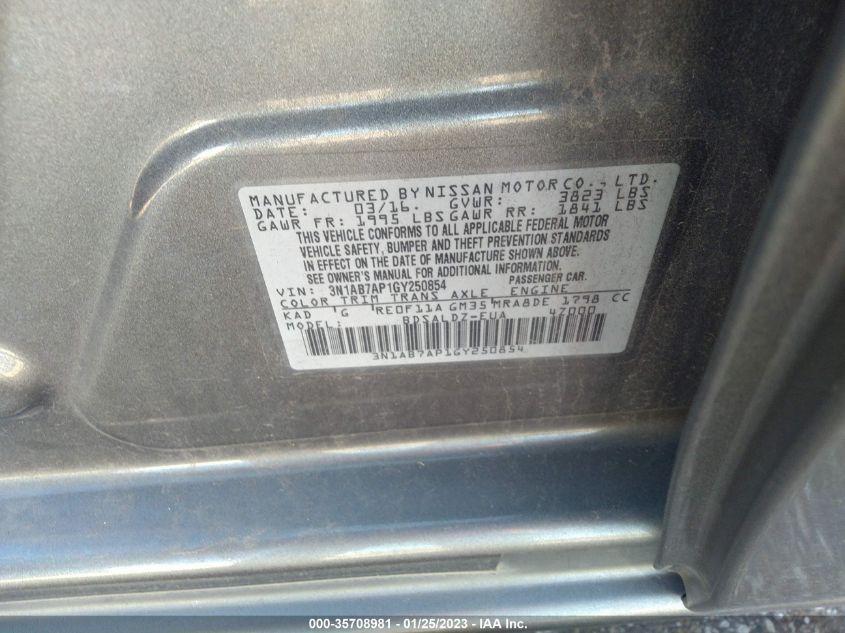 MANUFACTURED BY NISSAN MOTOR CO., LTD.
DATE: 03/16. GVWR: 3823 LBS
GAWR FR: 1995 LBS GAWR RR: 1841 LBS
THIS VEHICLE CONFORMS TO ALL APPLICABLE FEDERAL MOTOR
VEHICLE SAFETY, BUMPER AND THEFT PREVENTION STANDARDS
IN EFFECT ON THE DATE OF MANUFACTURE SHOWN ABOVE.
SEE OWNER'S MANUAL FOR ADDITIONAL INFORMATION.
VIN: 3N1AB7AP1GY250854 PASSENGER CAR.
COLOR TRIM TRANS AXLE ENGINE
KAD 'G 'RE0F11A GM35'MRA8DE 1798 CC
MODEL: BDSALDZ-EUA 47000
3N1AB7AP1GY250854
000-35708981 — 01/25/2023 — IAA Inc.